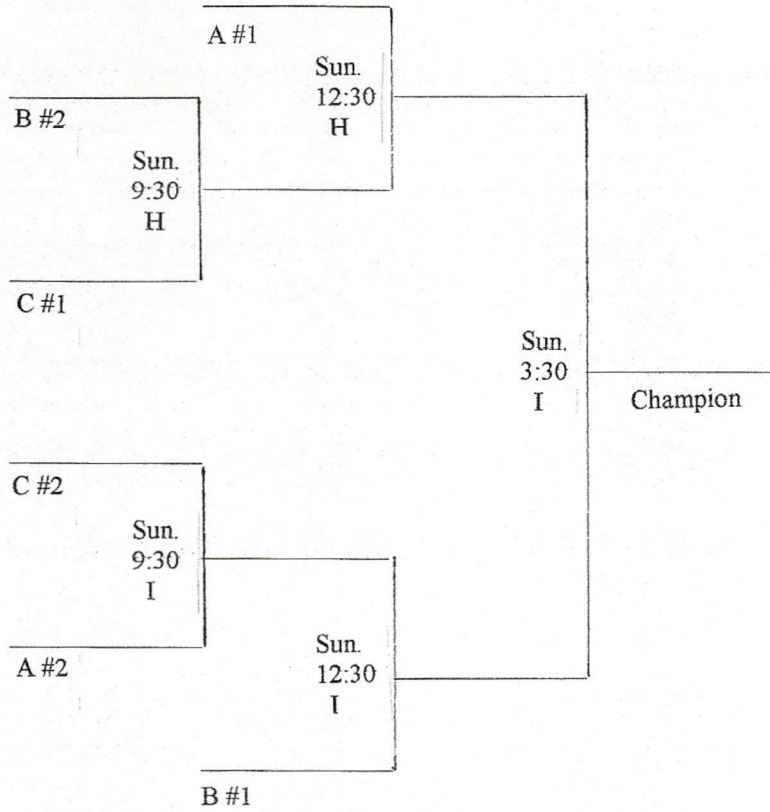 A #1
Sun.
12:30
H
B #2
Sun.
9:30
H
C #1
Sun.
3:30
I
Champion
C #2
Sun.
9:30
I
A #2
Sun.
12:30
I
B #1